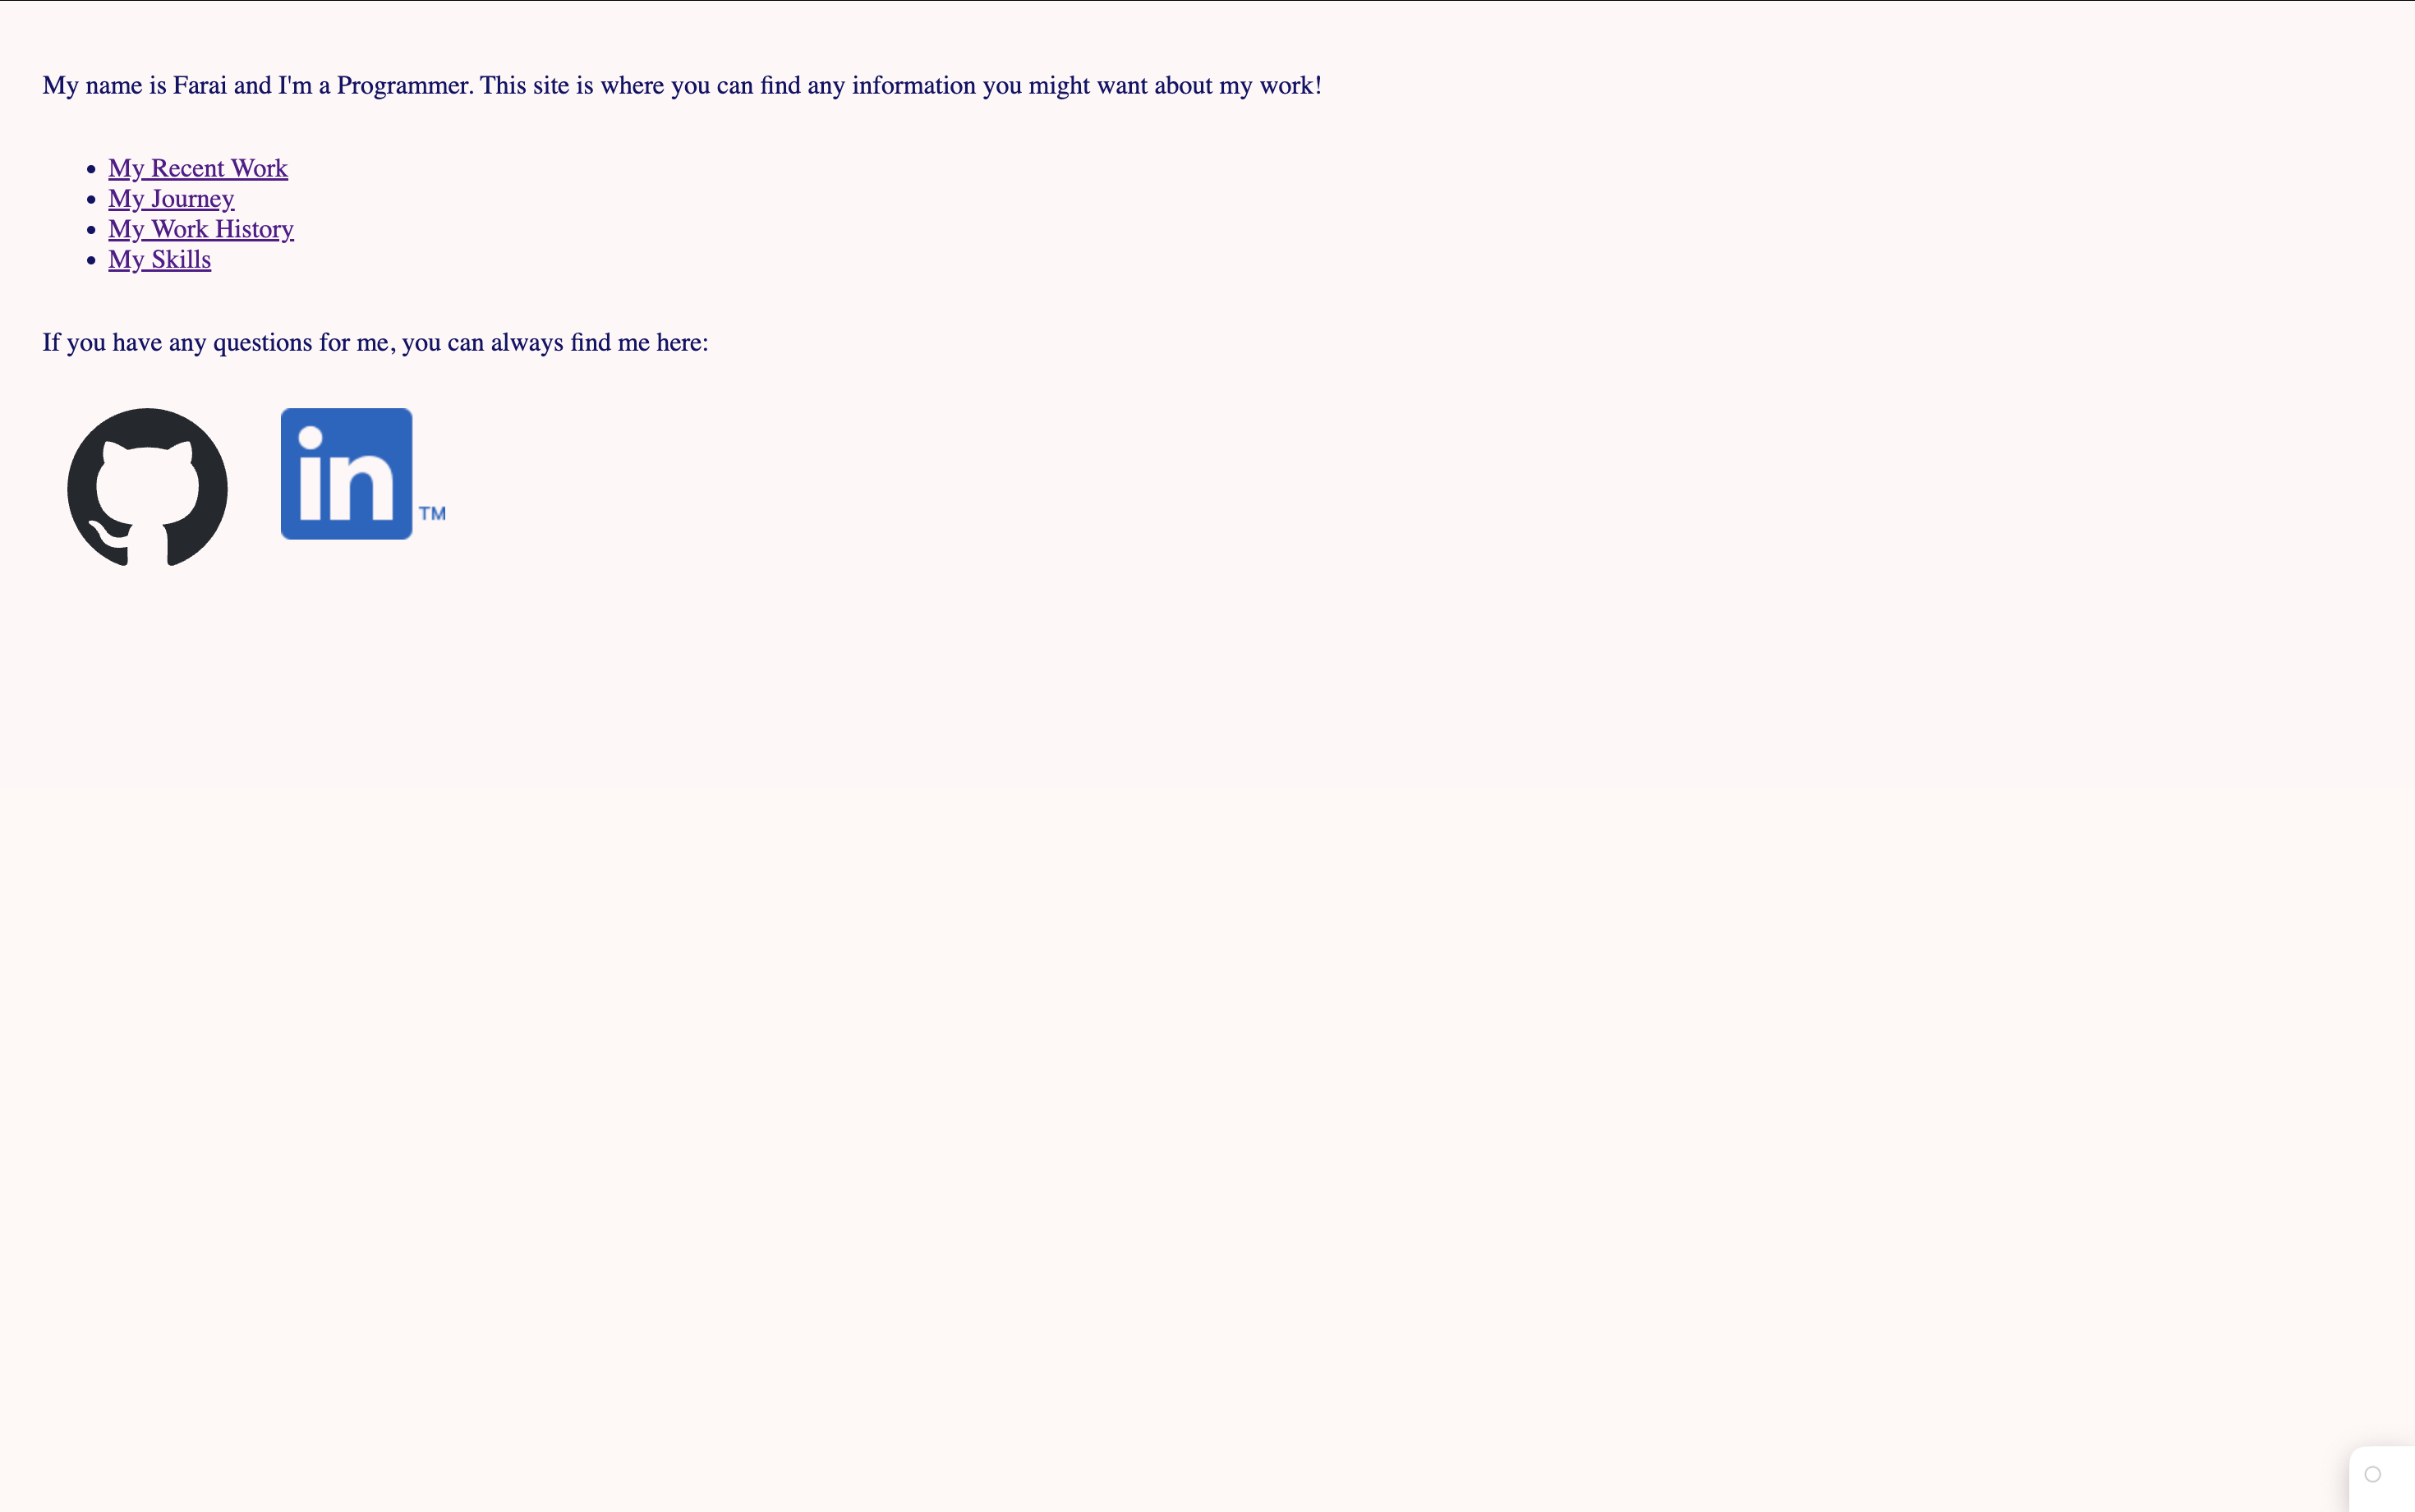 My name is Farai and I'm a Programmer. This site is where you can find any information you might want about my work!
My Recent Work
My Journey
My Work History
My Skills
If you have any questions for me, you can always find me here:
in TM